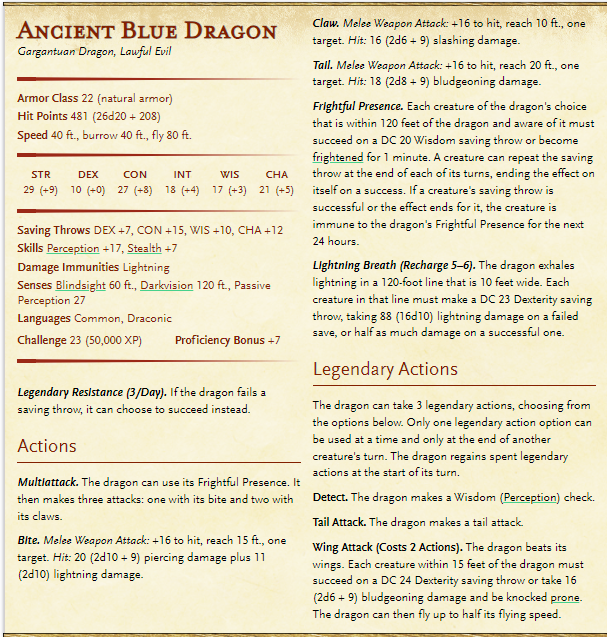 Ancient Blue Dragon
Gargantuan Dragon, Lawful Evil
Armor Class 22 (natural armor)
Hit Points 481 (26d20 + 208)
Speed 40 ft., burrow 40 ft., fly 80 ft.
STR DEX CON INT WIS CHA
29 (+9) 10 (+0) 27 (+8) 18 (+4) 17 (+3) 21 (+5)
Saving Throws DEX +7, CON +15, WIS +10, CHA +12
Skills Perception +17, Stealth +7
Damage Immunities Lightning
Senses Blindsight 60 ft., Darkvision 120 ft., Passive
Perception 27
Languages Common, Draconic
Challenge 23 (50,000 XP) Proficiency Bonus +7
Legendary Resistance (3/Day). If the dragon fails a
saving throw, it can choose to succeed instead.
Actions
Multiattack. The dragon can use its Frightful Presence. It
then makes three attacks: one with its bite and two with
its claws.
Bite. Melee Weapon Attack: +16 to hit, reach 15 ft., one
target. Hit: 20 (2d10 + 9) piercing damage plus 11
(2d10) lightning damage.
Claw. Melee Weapon Attack: +16 to hit, reach 10 ft., one
target. Hit: 16 (2d6 + 9) slashing damage.
Tail. Melee Weapon Attack: +16 to hit, reach 20 ft., one
target. Hit: 18 (2d8 + 9) bludgeoning damage.
Frightful Presence. Each creature of the dragon's choice
that is within 120 feet of the dragon and aware of it must
succeed on a DC 20 Wisdom saving throw or become
frightened for 1 minute. A creature can repeat the saving
throw at the end of each of its turns, ending the effect on
itself on a success. If a creature's saving throw is
successful or the effect ends for it, the creature is
immune to the dragon's Frightful Presence for the next
24 hours.
Lightning Breath (Recharge 5–6). The dragon exhales
lightning in a 120-foot line that is 10 feet wide. Each
creature in that line must make a DC 23 Dexterity saving
throw, taking 88 (16d10) lightning damage on a failed
save, or half as much damage on a successful one.
Legendary Actions
The dragon can take 3 legendary actions, choosing from
the options below. Only one legendary action option can
be used at a time and only at the end of another
creature's turn. The dragon regains spent legendary
actions at the start of its turn.
Detect. The dragon makes a Wisdom (Perception) check.
Tail Attack. The dragon makes a tail attack.
Wing Attack (Costs 2 Actions). The dragon beats its
wings. Each creature within 15 feet of the dragon must
succeed on a DC 24 Dexterity saving throw or take 16
(2d6 + 9) bludgeoning damage and be knocked prone.
The dragon can then fly up to half its flying speed.